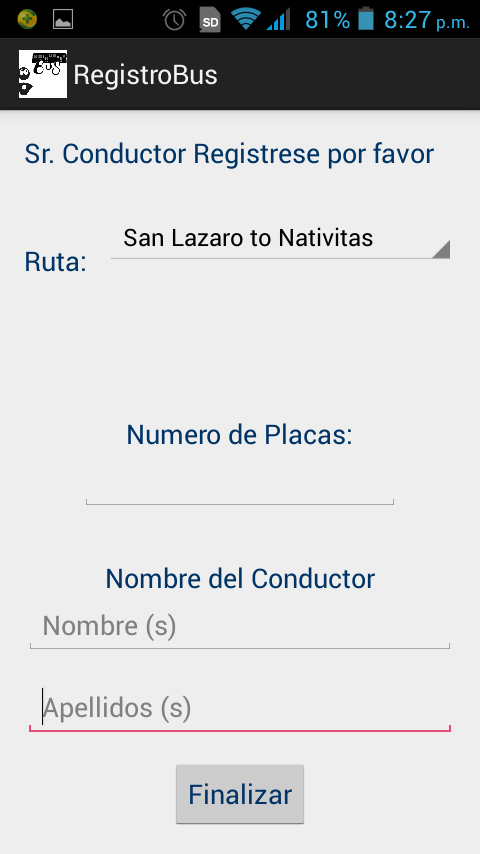 SD 81% 8:27 p.m.
RegistroBus
Sr. Conductor Registrese por favor
San Lazaro to Nativitas
Ruta:
Numero de Placas:
Nombre del Conductor
Nombre (s)
Apellidos (s)
Finalizar